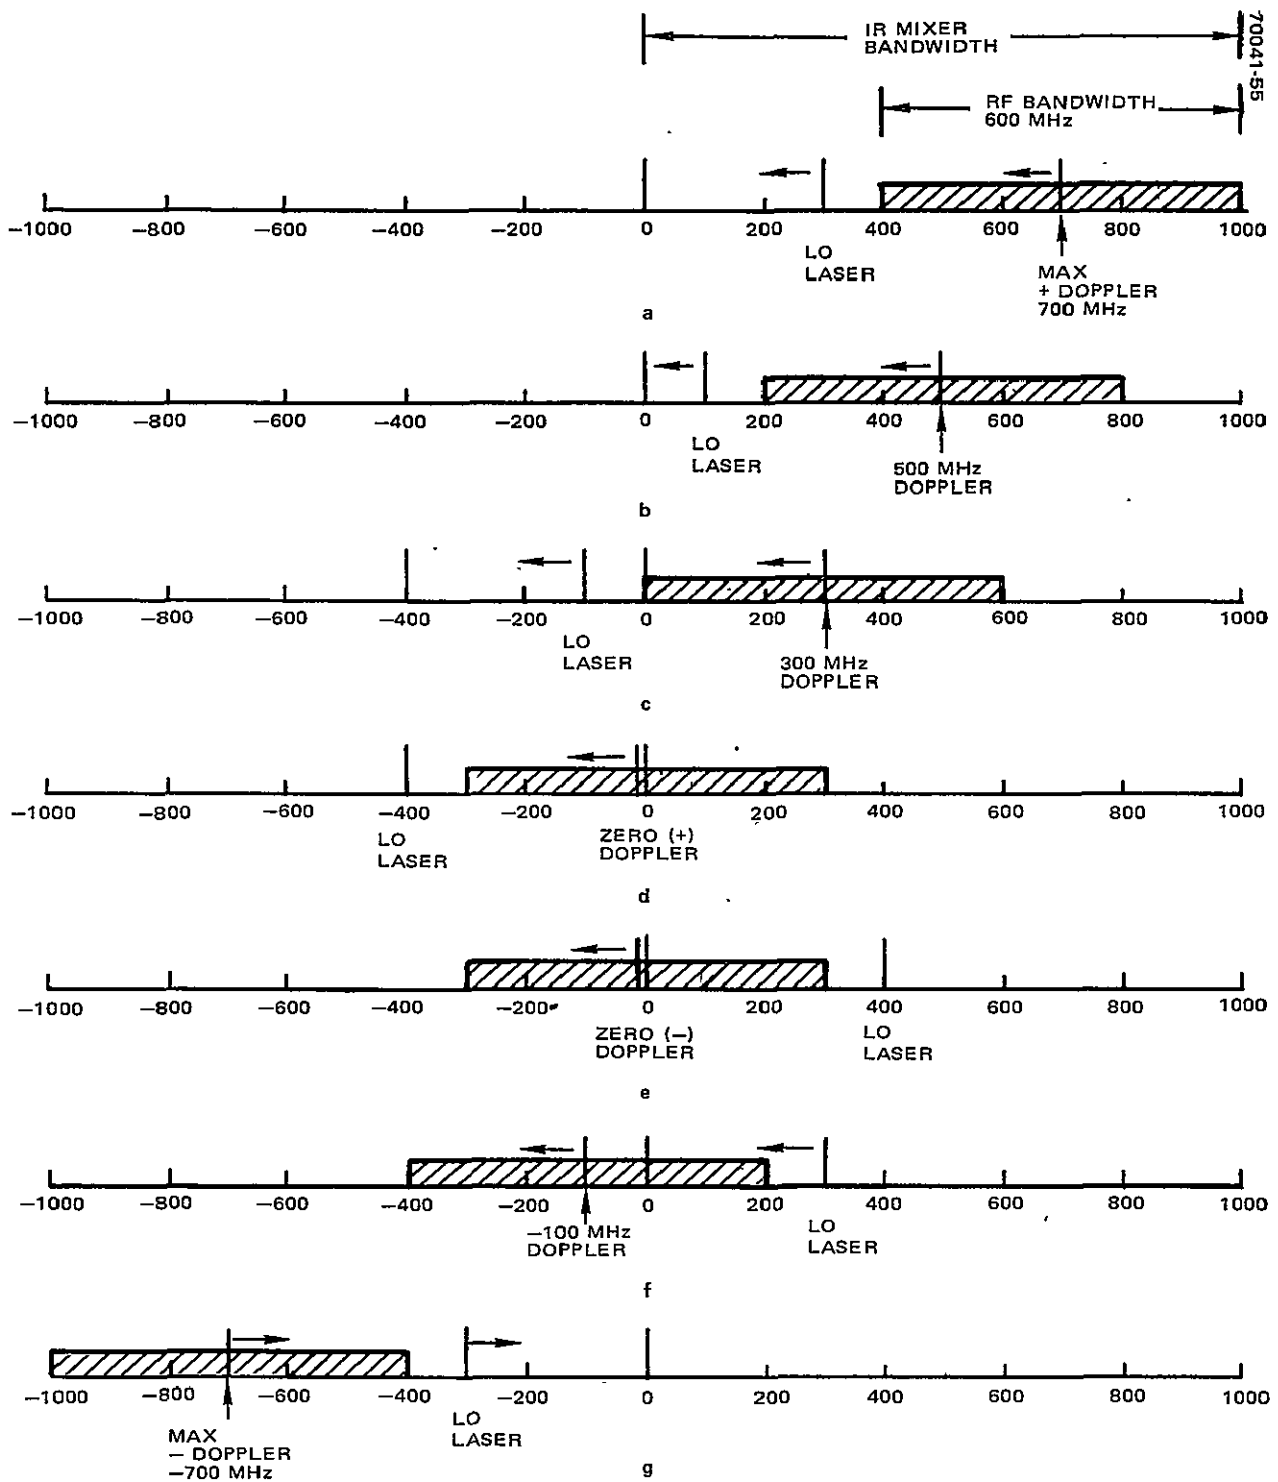 70041-55
IR MIXER
BANDWIDTH
RF BANDWIDTH
600 MHz
−1000 −800 −600 −400 −200 0 200 400 600 800 1000
LO
LASER
MAX
+ DOPPLER
700 MHz
a
−1000 −800 −600 −400 −200 0 200 400 600 800 1000
LO
LASER
500 MHz
DOPPLER
b
−1000 −800 −600 −400 −200 0 200 400 600 800 1000
LO
LASER
300 MHz
DOPPLER
c
−1000 −800 −600 −400 −200 0 200 400 600 800 1000
LO
LASER
ZERO (+)
DOPPLER
d
−1000 −800 −600 −400 −200 0 200 400 600 800 1000
ZERO (−)
DOPPLER
LO
LASER
e
−1000 −800 −600 −400 −200 0 200 400 600 800 1000
−100 MHz
DOPPLER
LO
LASER
f
−1000 −800 −600 −400 −200 0 200 400 600 800 1000
MAX
− DOPPLER
−700 MHz
LO
LASER
g